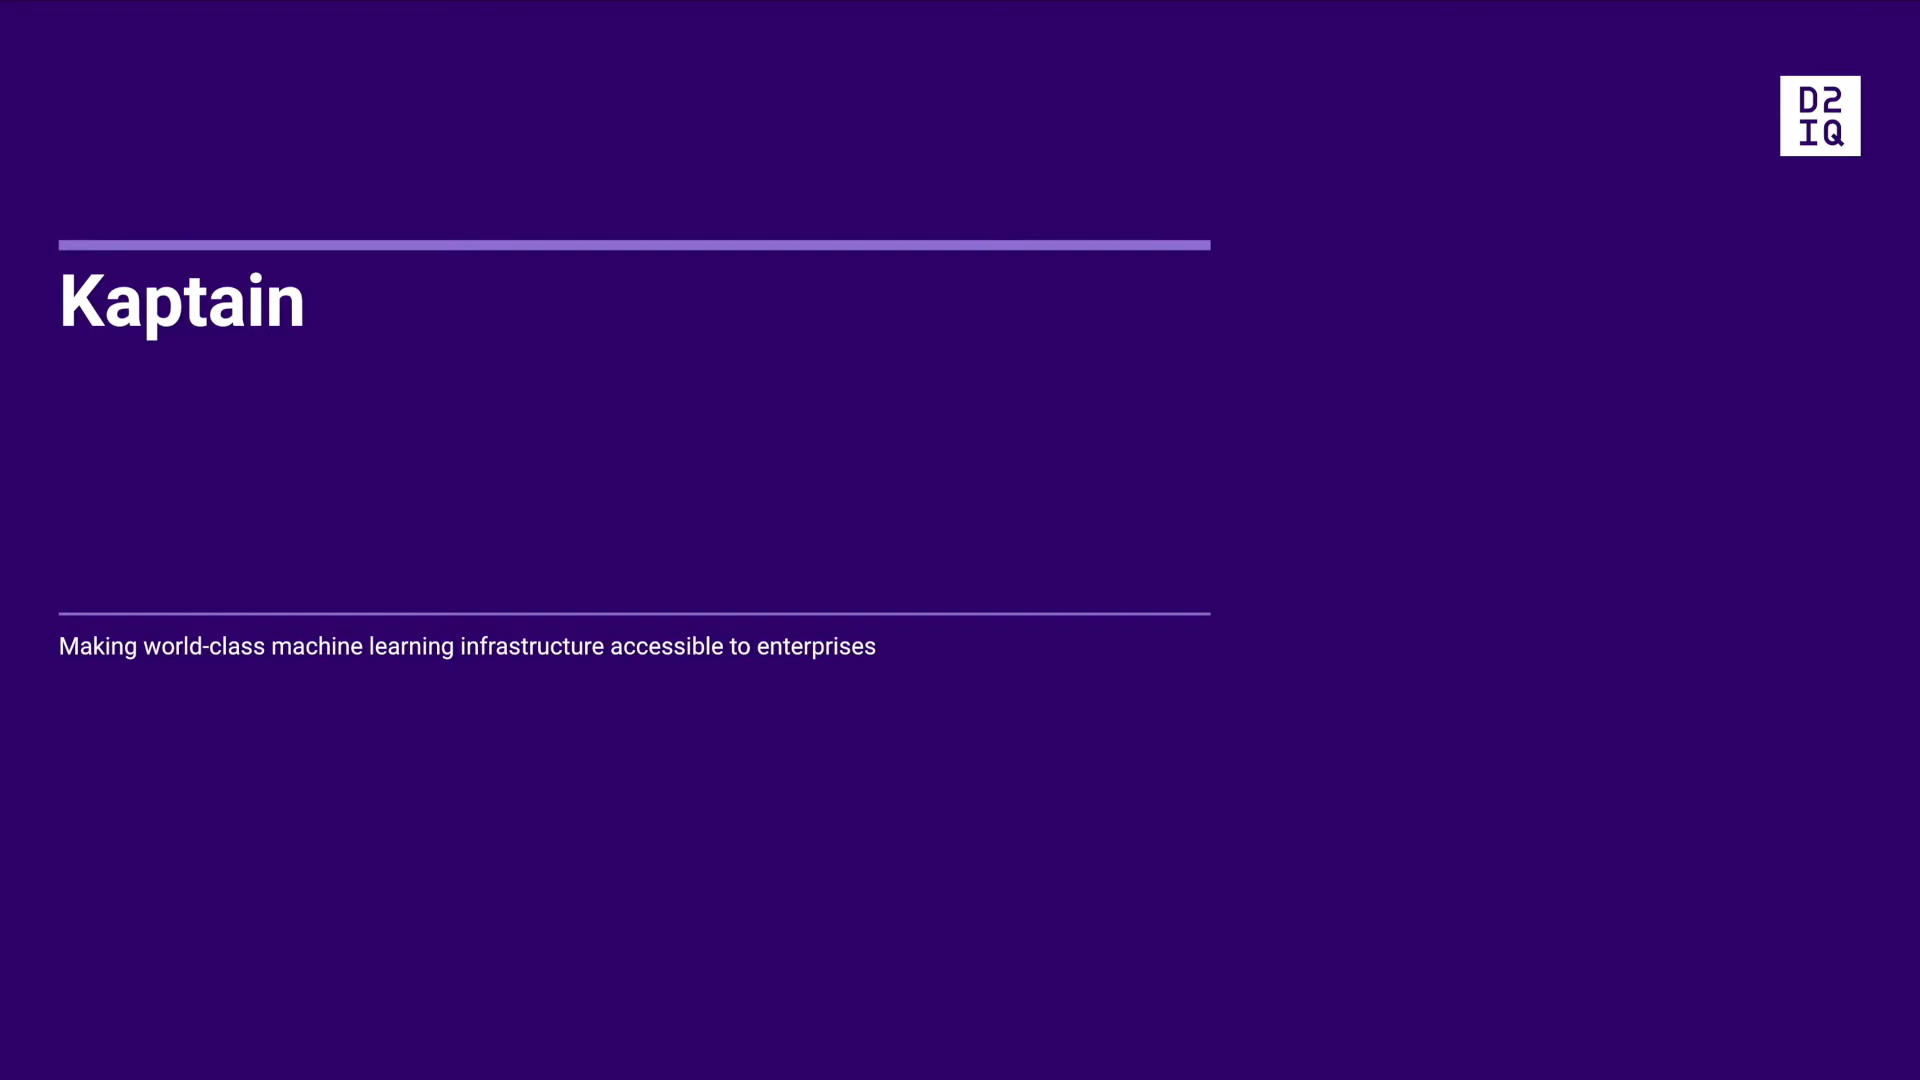 D2
IQ
Kaptain
Making world-class machine learning infrastructure accessible to enterprises